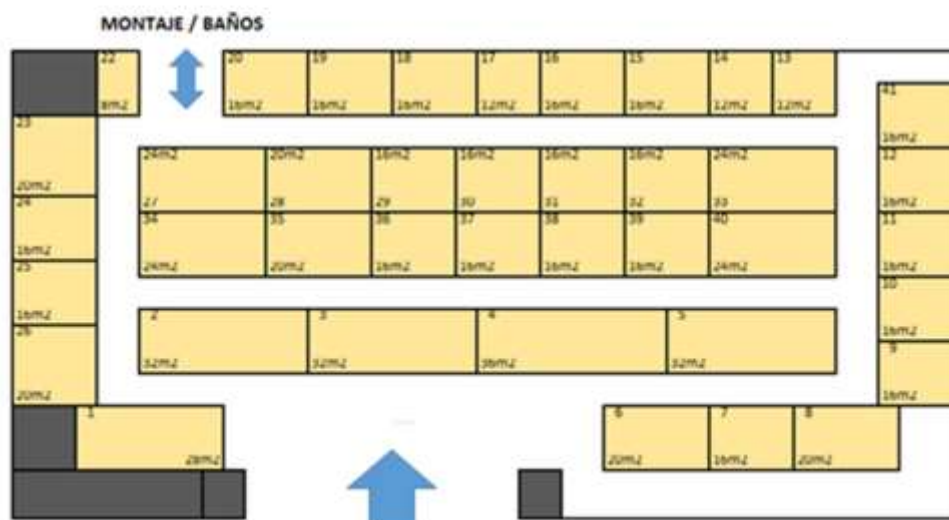 MONTAJE / BAÑOS
22 20 19 18 17 16 15 14 13
8m2 16m2 16m2 16m2 12m2 16m2 16m2 12m2 12m2
41
16m2
23
20m2
24m2 20m2 16m2 16m2 16m2 16m2 24m2
27 28 29 30 31 32 33
12
16m2
24
16m2
34 35 36 37 38 39 40
24m2 20m2 16m2 16m2 16m2 16m2 24m2
11
16m2
25
16m2
10
16m2
26
20m2
2 3 4 5
32m2 32m2 36m2 32m2
9
16m2
1
28m2
6 7 8
20m2 16m2 20m2